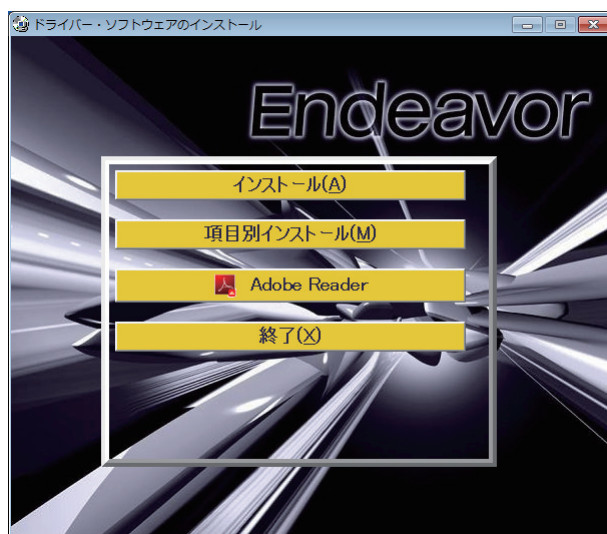 ドライバー・ソフトウェアのインストール
Endeavor
インストール(A)
項目別インストール(M)
Adobe Reader
終了(X)